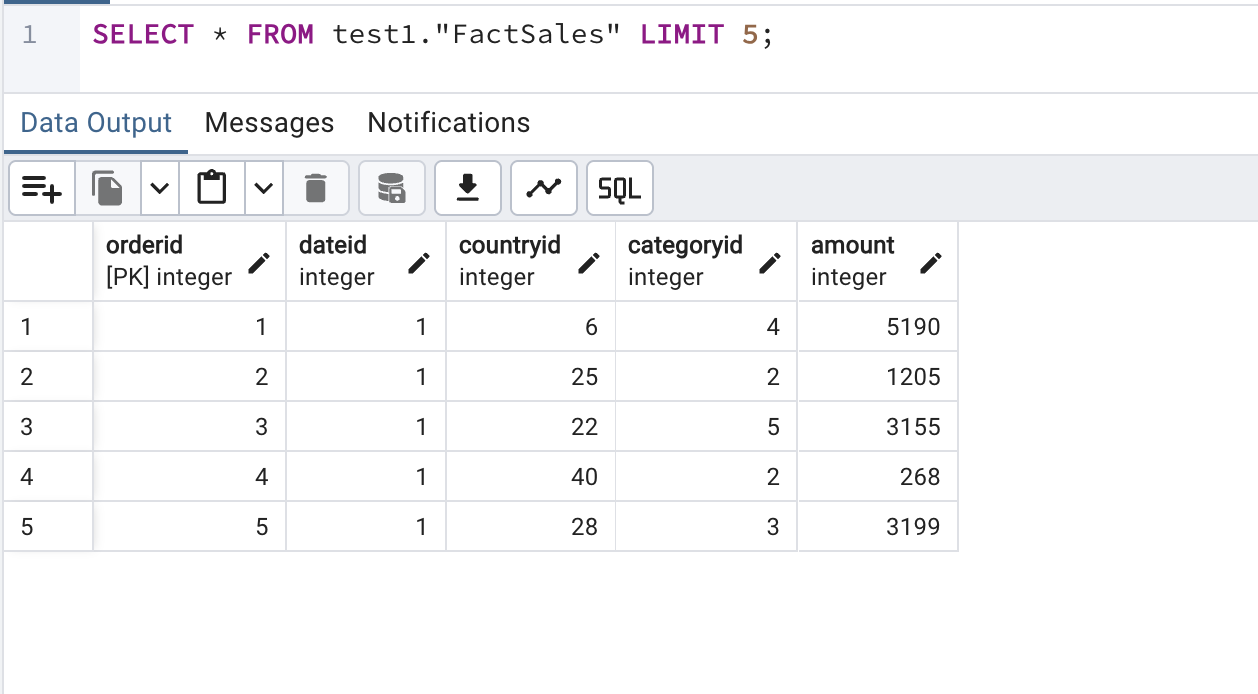 1 SELECT * FROM test1."FactSales" LIMIT 5;
Data Output Messages Notifications
SQL
orderid dateid countryid categoryid amount
[PK] integer integer integer integer integer
1 1 1 6 4 5190
2 2 1 25 2 1205
3 3 1 22 5 3155
4 4 1 40 2 268
5 5 1 28 3 3199